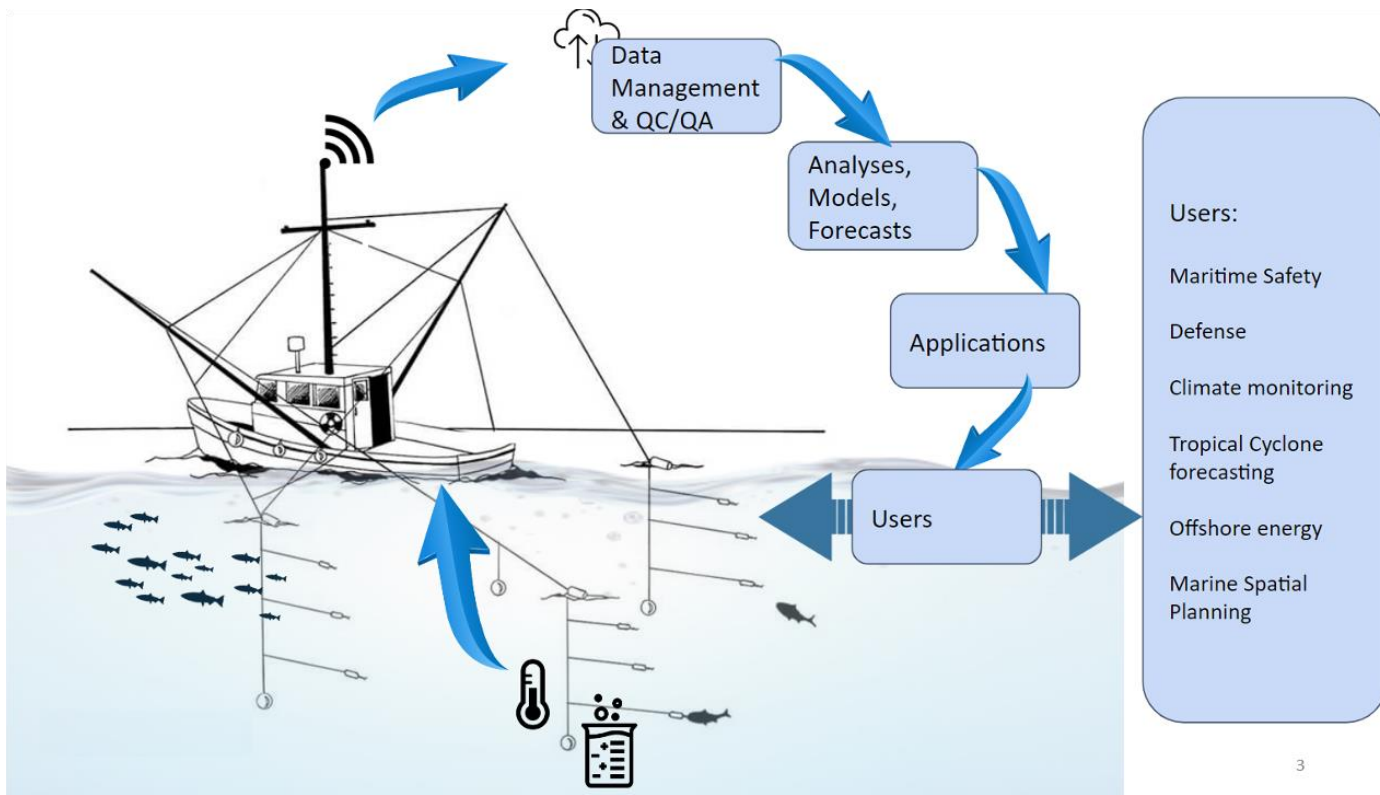 Data
Management
& QC/QA
Analyses,
Models,
Forecasts
Applications
Users
Users:
Maritime Safety
Defense
Climate monitoring
Tropical Cyclone
forecasting
Offshore energy
Marine Spatial
Planning
3